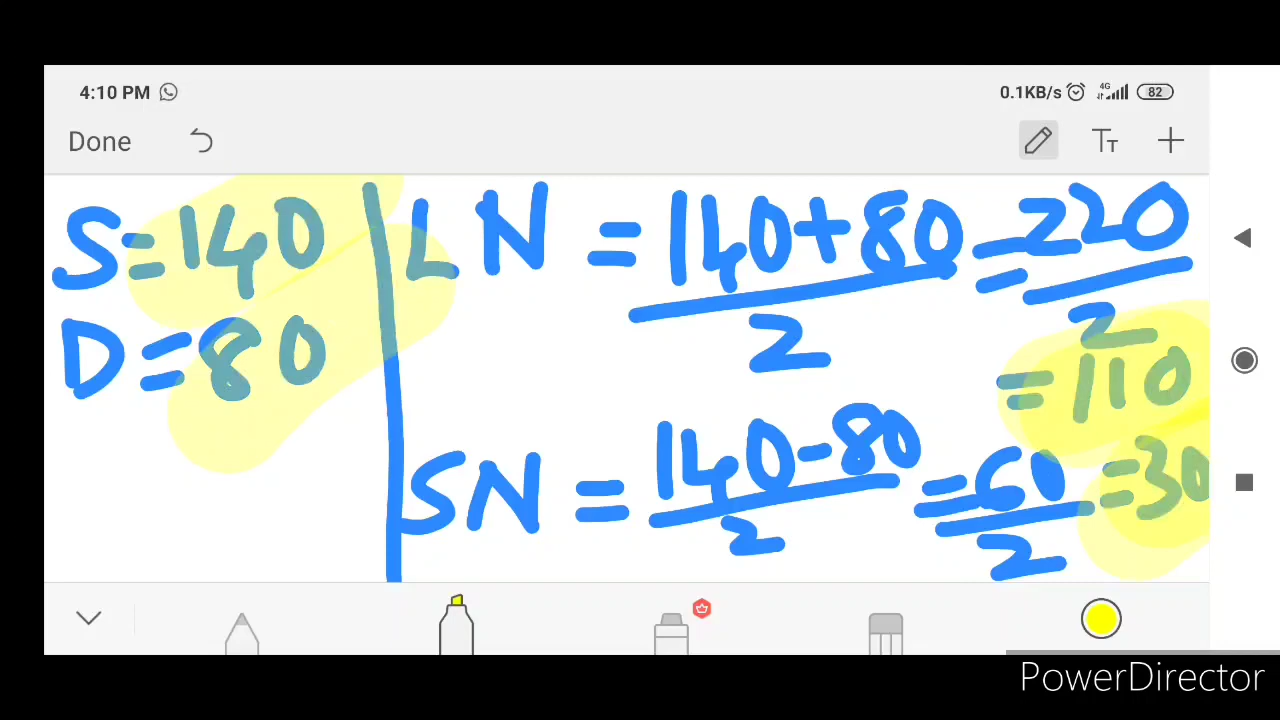 4:10 PM 0.1KB/s 4G 82
Done
S=140
D=80
LN = 140+80/2 = 220/2
= 110
SN = 140-80/2 = 60/2 = 30
PowerDirector